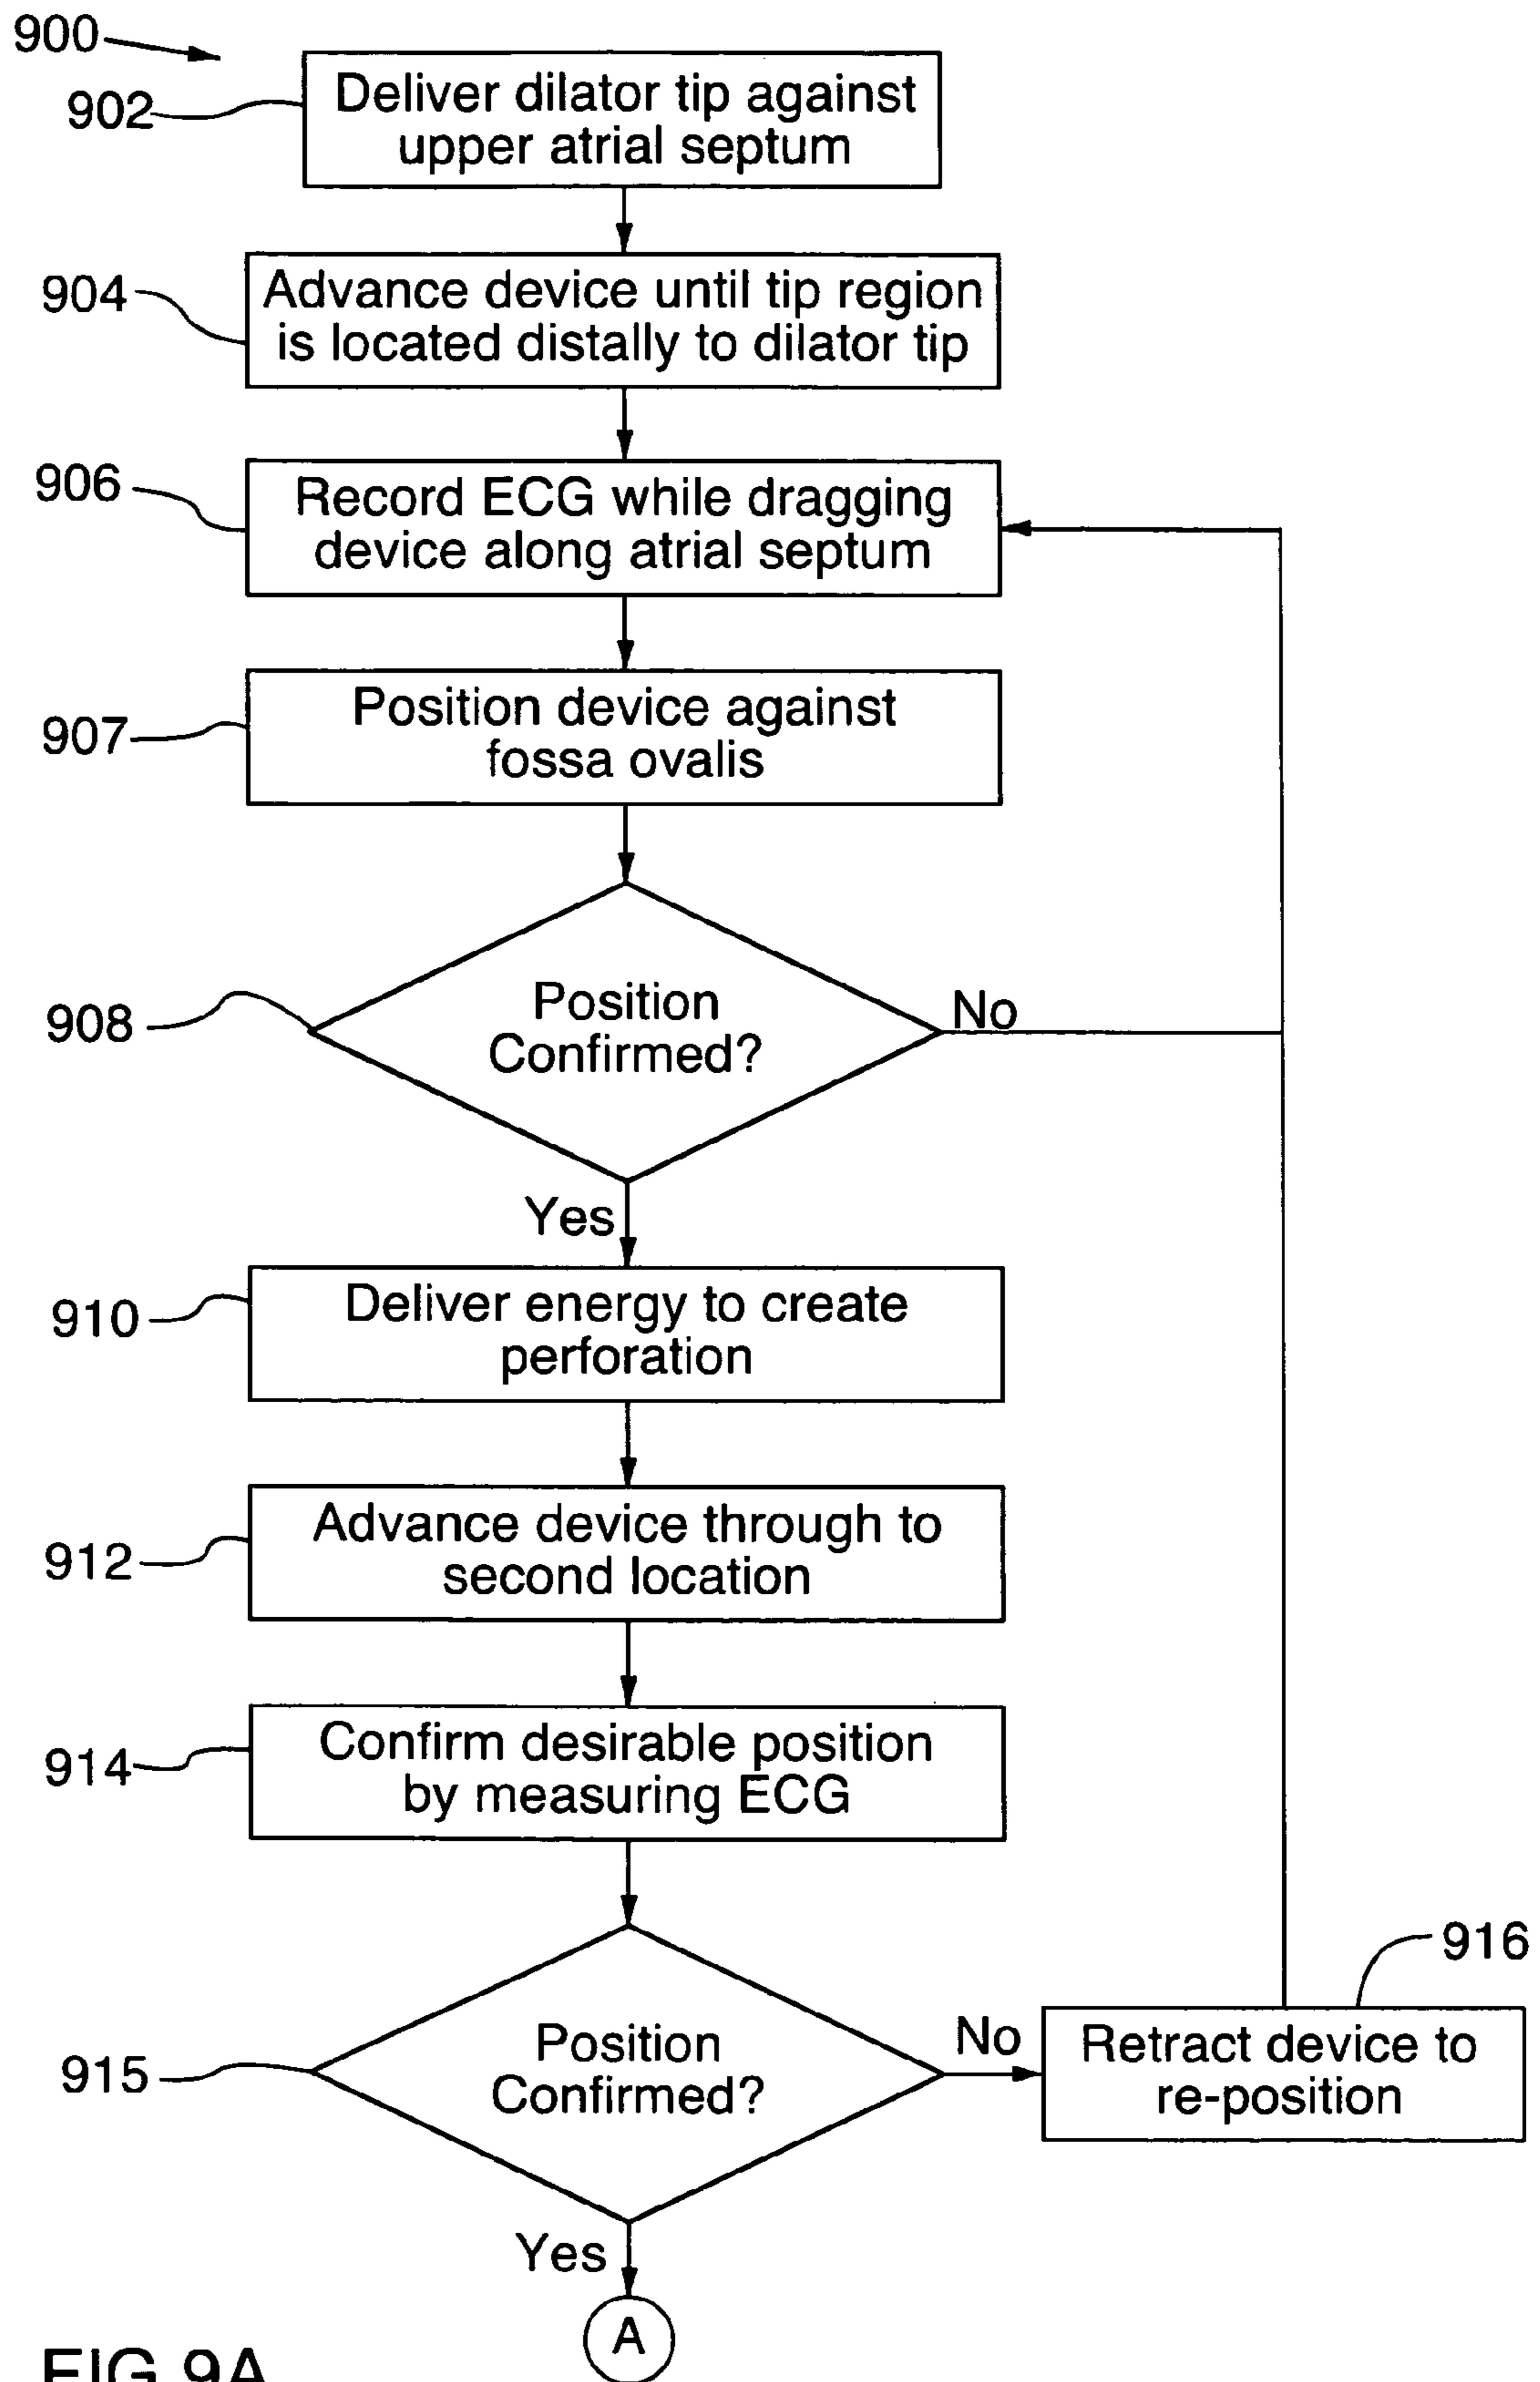 900
902
Deliver dilator tip against
upper atrial septum
904
Advance device until tip region
is located distally to dilator tip
906
Record ECG while dragging
device along atrial septum
907
Position device against
fossa ovalis
908
Position
Confirmed?
No
Yes
910
Deliver energy to create
perforation
912
Advance device through to
second location
914
Confirm desirable position
by measuring ECG
915
Position
Confirmed?
No
916
Retract device to
re-position
Yes
A
FIG 9A